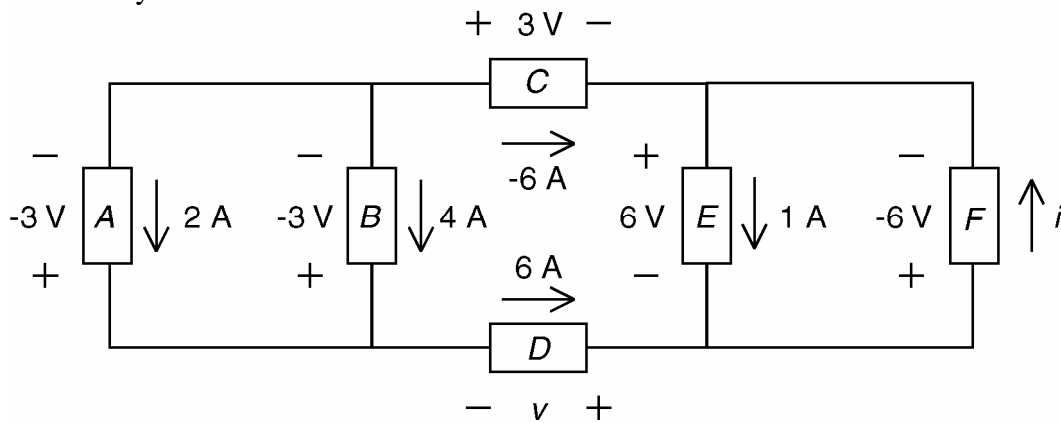 + 3 V −
C
-6 A
− − + −
-3 V A 2 A -3 V B 4 A 6 V E 1 A -6 V F i
+ + − +
6 A
D
− v +